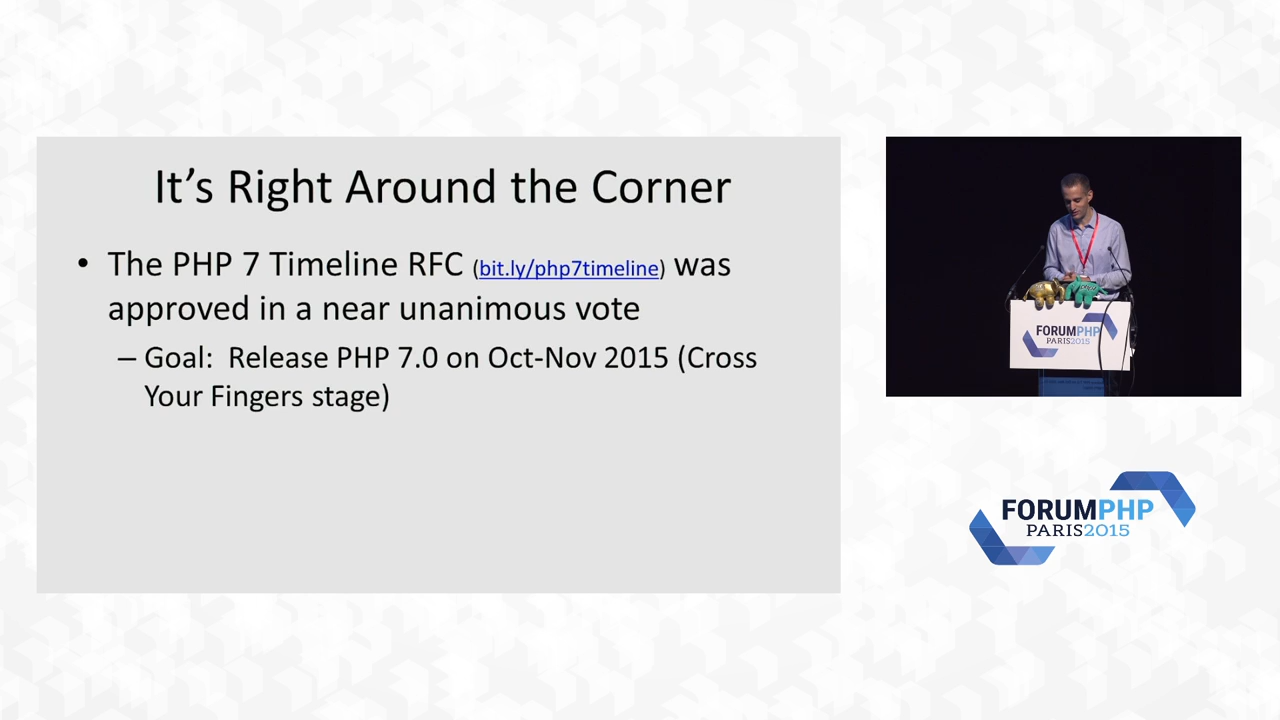 It's Right Around the Corner
• The PHP 7 Timeline RFC (bit.ly/php7timeline) was
approved in a near unanimous vote
– Goal:  Release PHP 7.0 on Oct-Nov 2015 (Cross
Your Fingers stage)
FORUMPHP
PARIS2015
FORUMPHP
PARIS2015